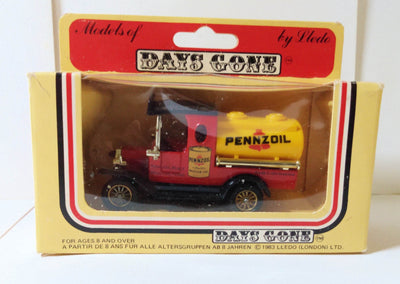 Models of by Lledo
DAYS GONE
PENNZOIL
PENNZOIL
DAYS GONE
FOR AGES 8 AND OVER
A PARTIR DE 8 ANS FUR ALLE ALTERSGRUPPEN AB 8 JAHREN © 1983 LLEDO (LONDON) LTD.